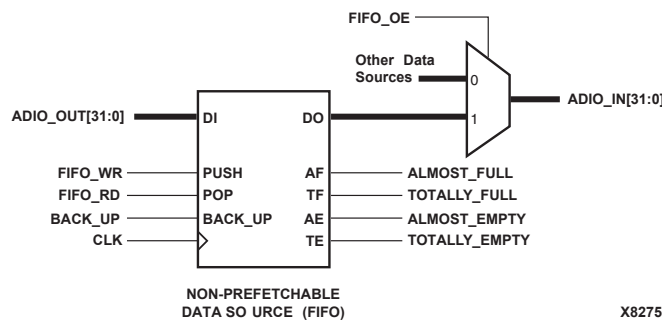 FIFO_OE
Other Data
Sources
0
ADIO_IN[31:0]
ADIO_OUT[31:0]
DI
DO
1
FIFO_WR
PUSH
AF
ALMOST_FULL
FIFO_RD
POP
TF
TOTALLY_FULL
BACK_UP
BACK_UP
AE
ALMOST_EMPTY
CLK
TE
TOTALLY_EMPTY
NON-PREFETCHABLE
DATA SO URCE (FIFO)
X8275